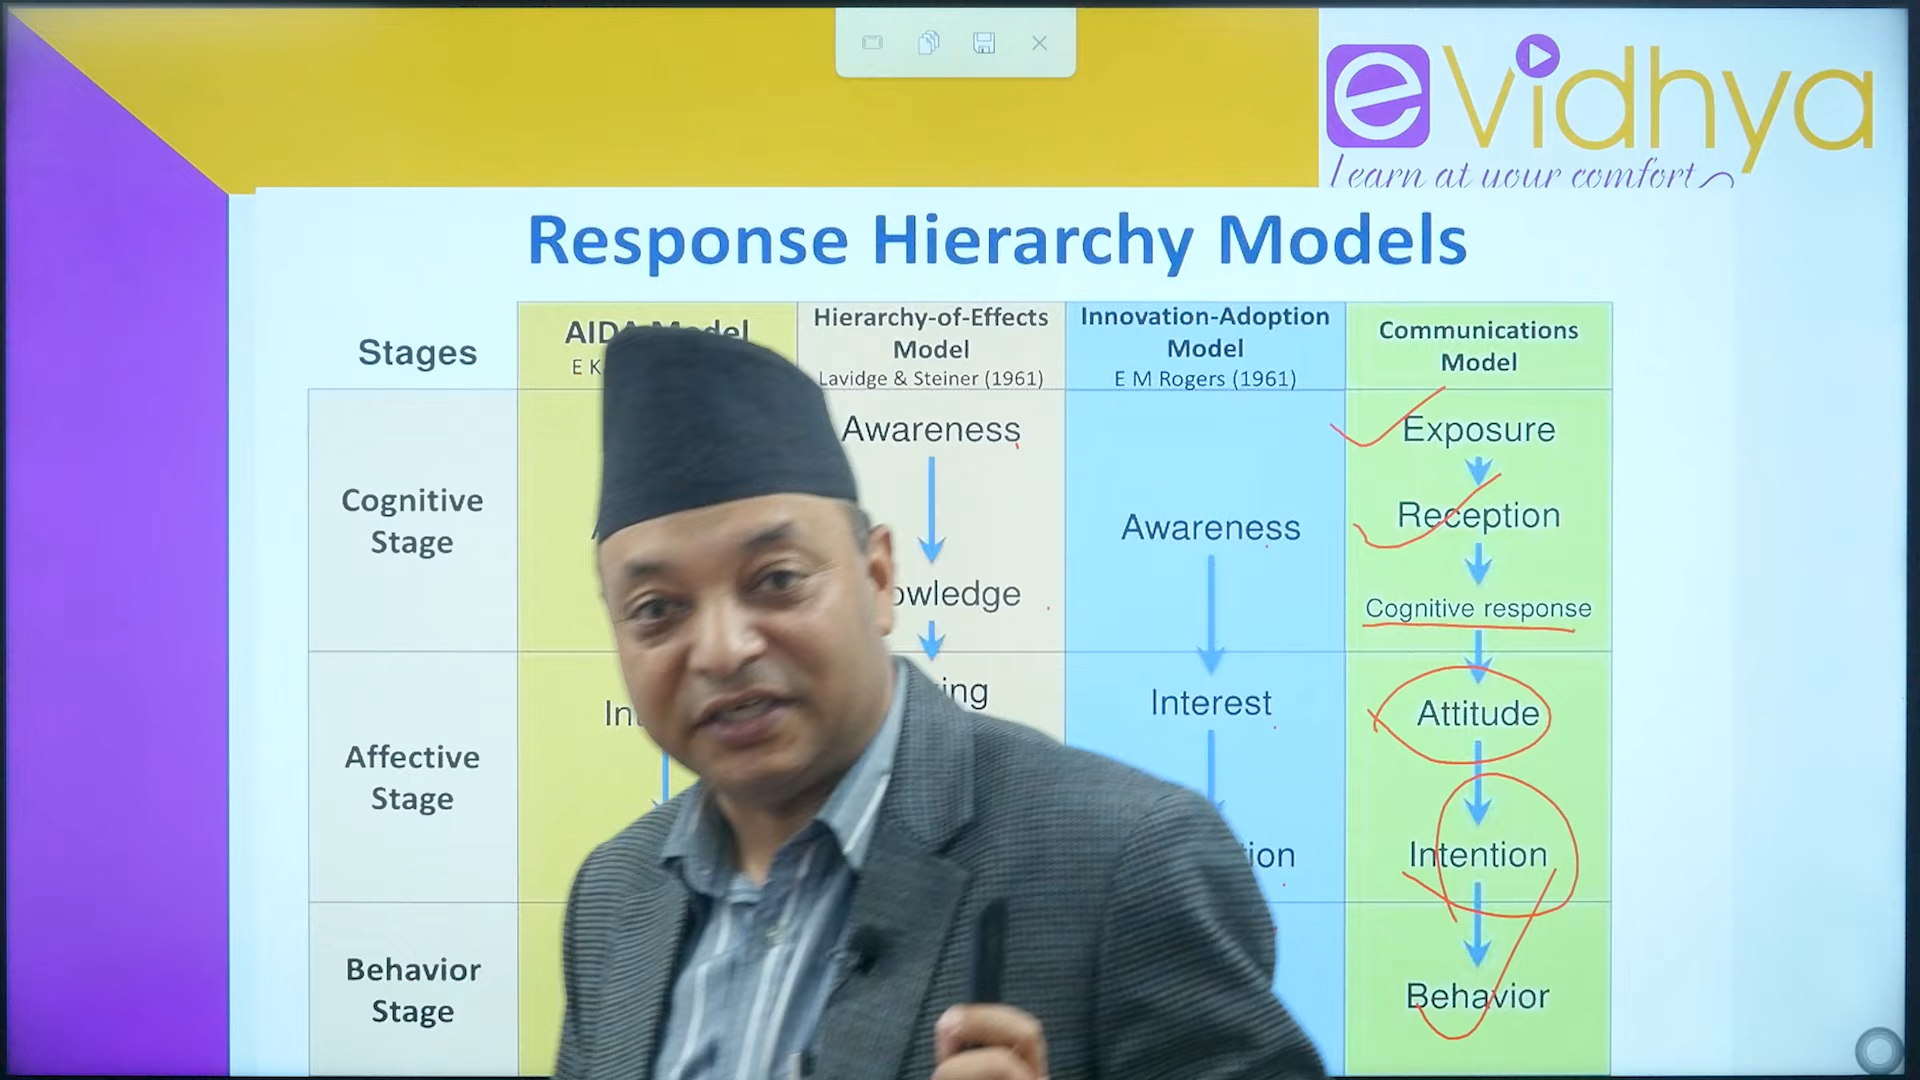 eVidhya
Learn at your comfort
Response Hierarchy Models
Stages
AIDA Model
E K
Hierarchy-of-Effects
Model
Lavidge & Steiner (1961)
Innovation-Adoption
Model
E M Rogers (1961)
Communications
Model
Cognitive
Stage
Awareness
Awareness
Exposure
Reception
Cognitive response
Affective
Stage
Interest
Attitude
Intention
Behavior
Stage
Behavior